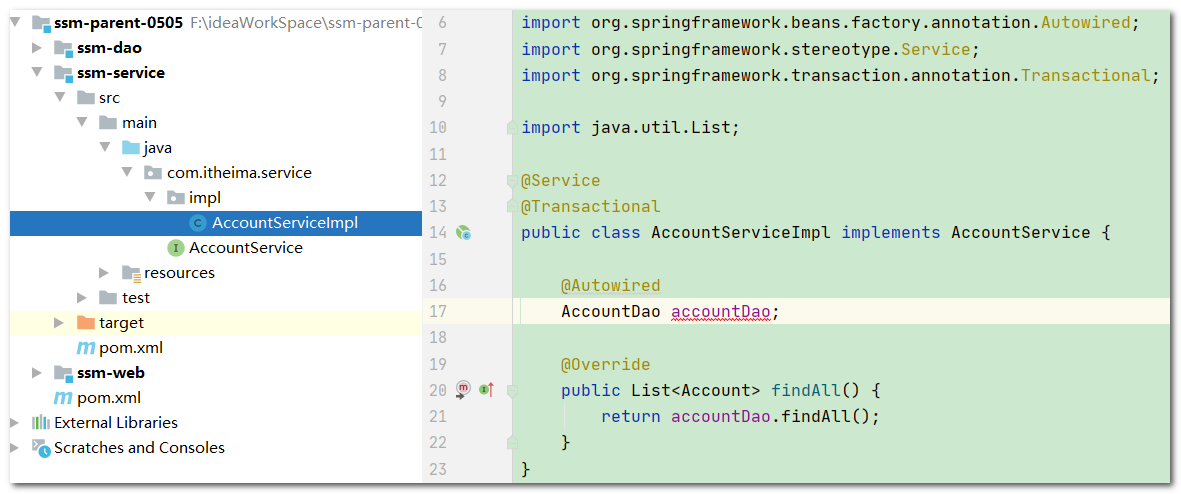 ssm-parent-0505 F:\ideaWorkSpace\ssm-parent-0
ssm-dao
ssm-service
src
main
java
com.itheima.service
impl
AccountServiceImpl
AccountService
resources
test
target
pom.xml
ssm-web
pom.xml
External Libraries
Scratches and Consoles
6 import org.springframework.beans.factory.annotation.Autowired;
7 import org.springframework.stereotype.Service;
8 import org.springframework.transaction.annotation.Transactional;
9
10 import java.util.List;
11
12 @Service
13 @Transactional
14 public class AccountServiceImpl implements AccountService {
15
16 @Autowired
17 AccountDao accountDao;
18
19 @Override
20 public List<Account> findAll() {
21 return accountDao.findAll();
22 }
23 }